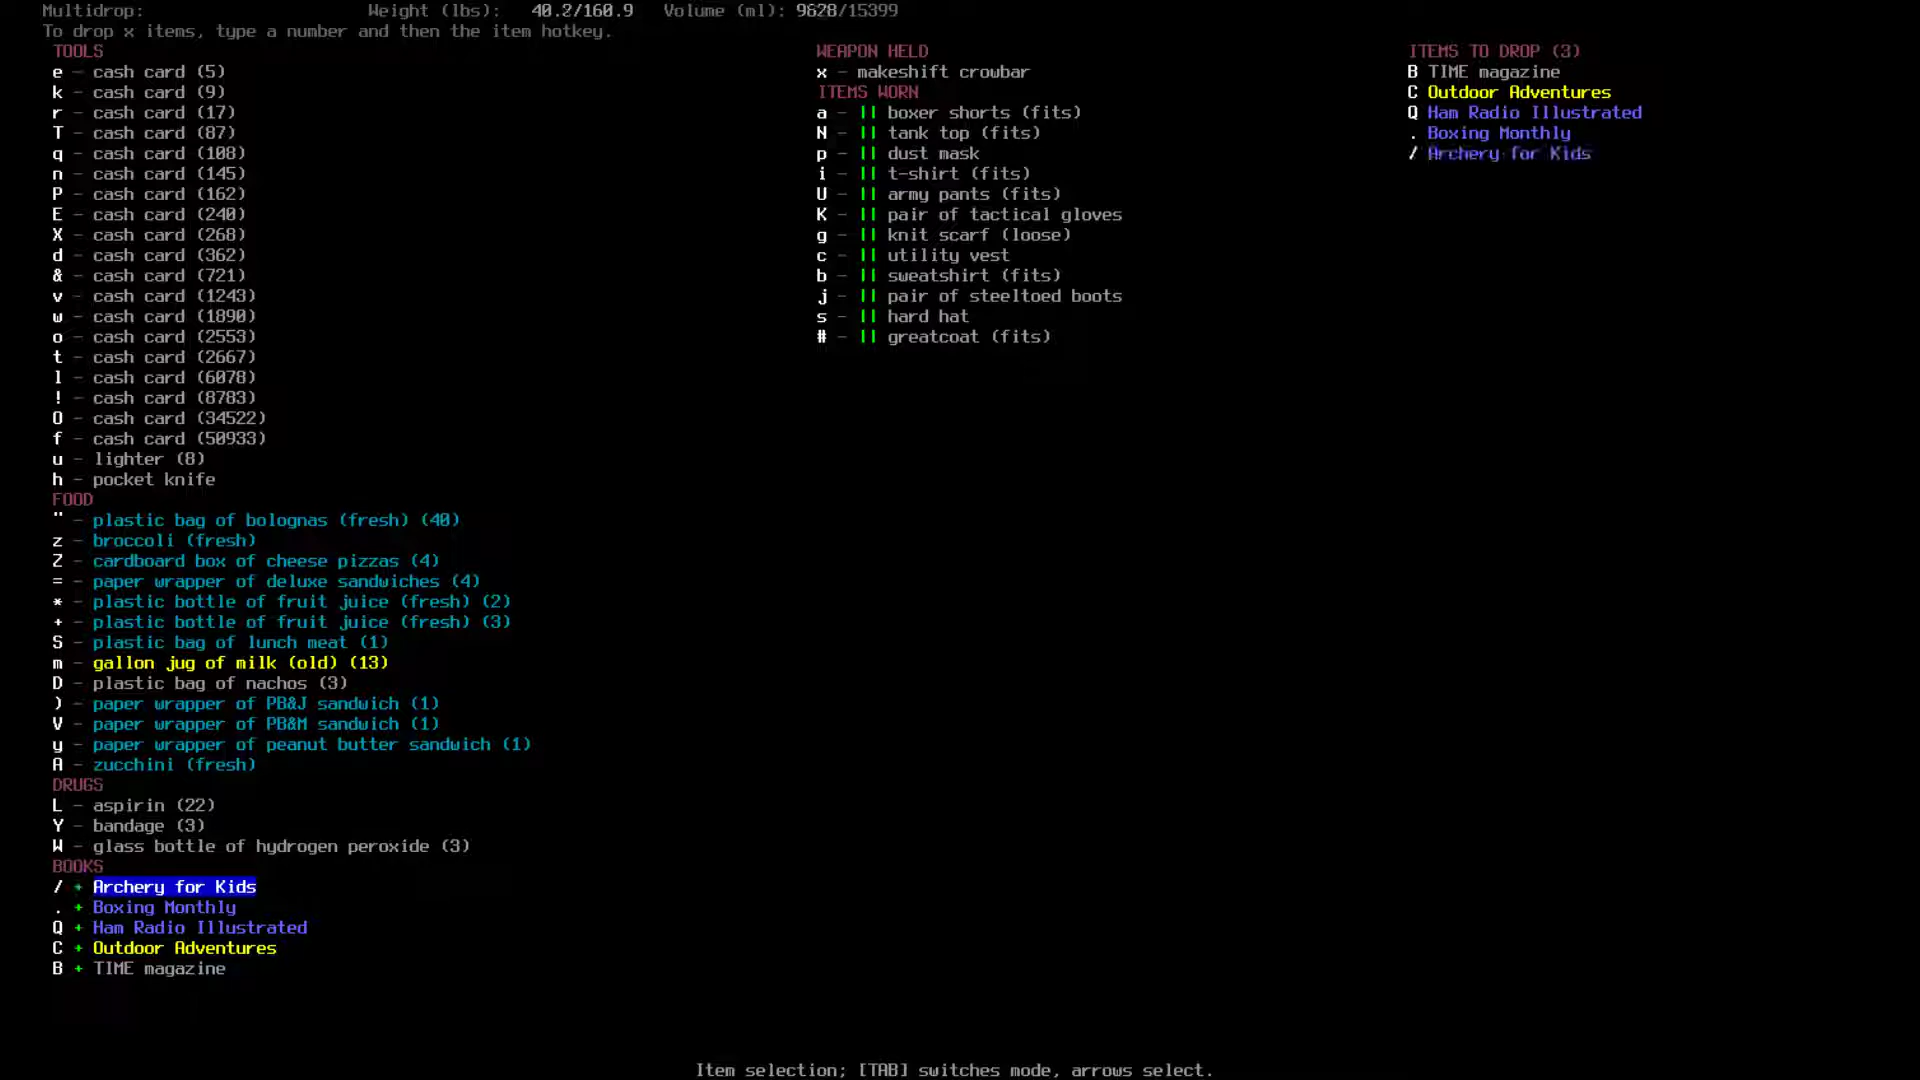 Multidrop: Weight (lbs): 40.2/160.9 Volume (ml): 9628/15399
To drop x items, type a number and then the item hotkey.
TOOLS
e - cash card (5)
k - cash card (9)
r - cash card (17)
T - cash card (87)
q - cash card (108)
n - cash card (145)
P - cash card (162)
E - cash card (240)
X - cash card (268)
d - cash card (362)
& - cash card (721)
v - cash card (1243)
w - cash card (1890)
o - cash card (2553)
t - cash card (2667)
l - cash card (6078)
! - cash card (8783)
O - cash card (34522)
f - cash card (50933)
u - lighter (8)
h - pocket knife
FOOD
" - plastic bag of bolognas (fresh) (40)
z - broccoli (fresh)
Z - cardboard box of cheese pizzas (4)
= - paper wrapper of deluxe sandwiches (4)
* - plastic bottle of fruit juice (fresh) (2)
+ - plastic bottle of fruit juice (fresh) (3)
S - plastic bag of lunch meat (1)
m - gallon jug of milk (old) (13)
D - plastic bag of nachos (3)
) - paper wrapper of PB&J sandwich (1)
V - paper wrapper of PB&M sandwich (1)
y - paper wrapper of peanut butter sandwich (1)
A - zucchini (fresh)
DRUGS
L - aspirin (22)
Y - bandage (3)
W - glass bottle of hydrogen peroxide (3)
BOOKS
/ + Archery for Kids
. + Boxing Monthly
Q + Ham Radio Illustrated
C + Outdoor Adventures
B + TIME magazine
WEAPON HELD
x - makeshift crowbar
ITEMS WORN
a - || boxer shorts (fits)
N - || tank top (fits)
p - || dust mask
i - || t-shirt (fits)
U - || army pants (fits)
K - || pair of tactical gloves
g - || knit scarf (loose)
c - || utility vest
b - || sweatshirt (fits)
j - || pair of steeltoed boots
s - || hard hat
# - || greatcoat (fits)
ITEMS TO DROP (3)
B TIME magazine
C Outdoor Adventures
Q Ham Radio Illustrated
. Boxing Monthly
/ Archery for Kids
Item selection; [TAB] switches mode, arrows select.